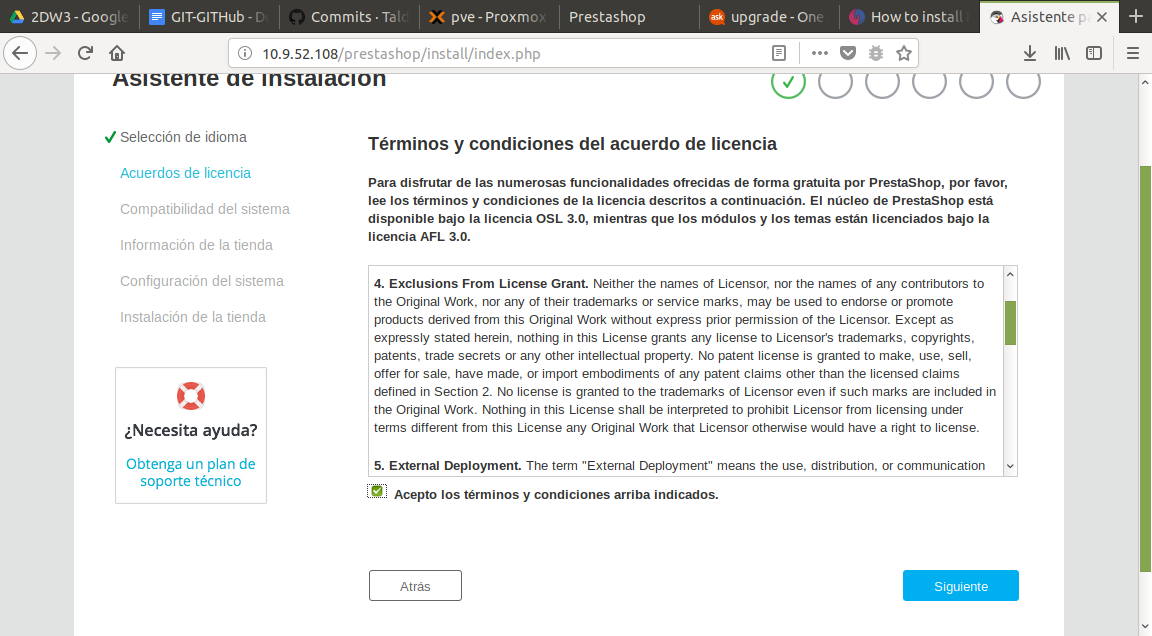 2DW3 - Google
GIT-GITHub - D
Commits · Tald
pve - Proxmox
Prestashop
ask upgrade - One
How to install
Asistente p
10.9.52.108/prestashop/install/index.php
Asistente de instalación
Selección de idioma
Acuerdos de licencia
Compatibilidad del sistema
Información de la tienda
Configuración del sistema
Instalación de la tienda
¿Necesita ayuda?
Obtenga un plan de
soporte técnico
Términos y condiciones del acuerdo de licencia
Para disfrutar de las numerosas funcionalidades ofrecidas de forma gratuita por PrestaShop, por favor,
lee los términos y condiciones de la licencia descritos a continuación. El núcleo de PrestaShop está
disponible bajo la licencia OSL 3.0, mientras que los módulos y los temas están licenciados bajo la
licencia AFL 3.0.
4. Exclusions From License Grant. Neither the names of Licensor, nor the names of any contributors to
the Original Work, nor any of their trademarks or service marks, may be used to endorse or promote
products derived from this Original Work without express prior permission of the Licensor. Except as
expressly stated herein, nothing in this License grants any license to Licensor's trademarks, copyrights,
patents, trade secrets or any other intellectual property. No patent license is granted to make, use, sell,
offer for sale, have made, or import embodiments of any patent claims other than the licensed claims
defined in Section 2. No license is granted to the trademarks of Licensor even if such marks are included in
the Original Work. Nothing in this License shall be interpreted to prohibit Licensor from licensing under
terms different from this License any Original Work that Licensor otherwise would have a right to license.
5. External Deployment. The term "External Deployment" means the use, distribution, or communication
Acepto los términos y condiciones arriba indicados.
Atrás
Siguiente